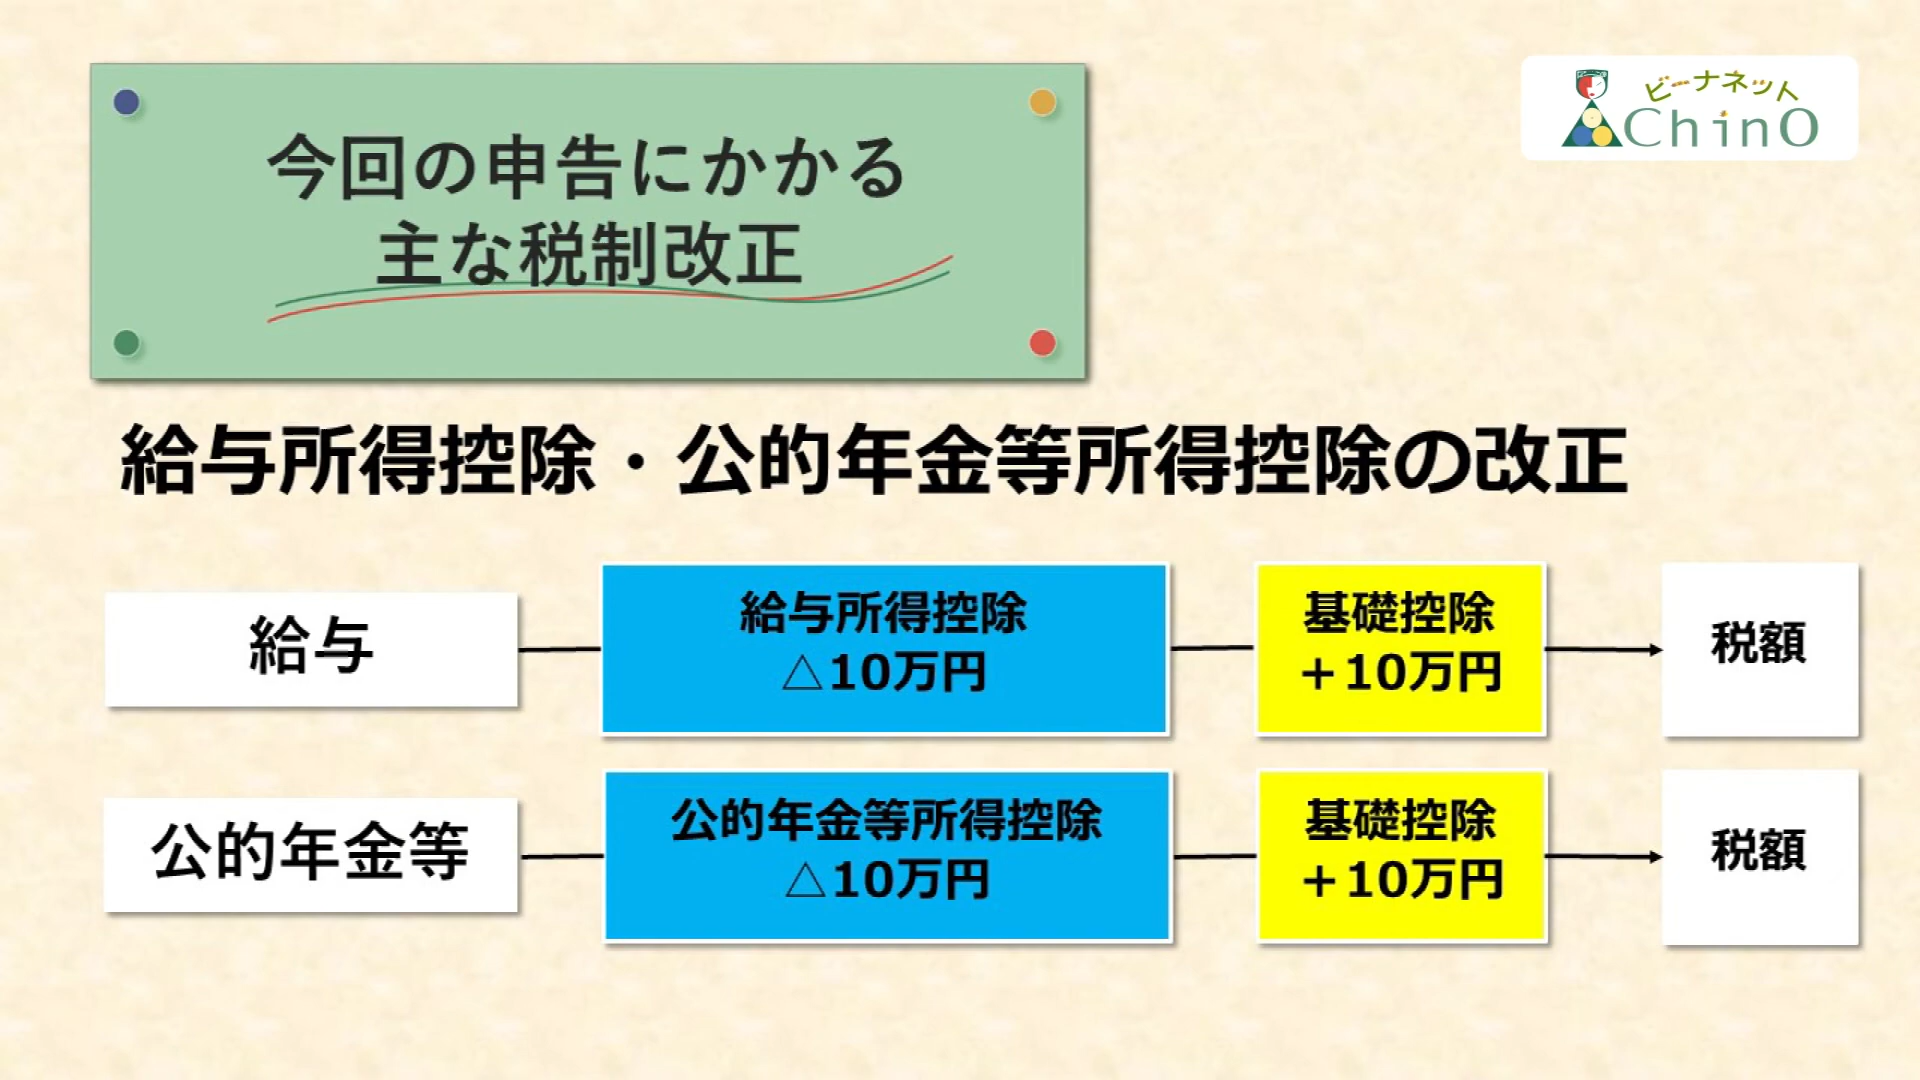 今回の申告にかかる
主な税制改正
ビーナネット
ChinO
給与所得控除・公的年金等所得控除の改正
給与
給与所得控除
△10万円
基礎控除
＋10万円
税額
公的年金等
公的年金等所得控除
△10万円
基礎控除
＋10万円
税額